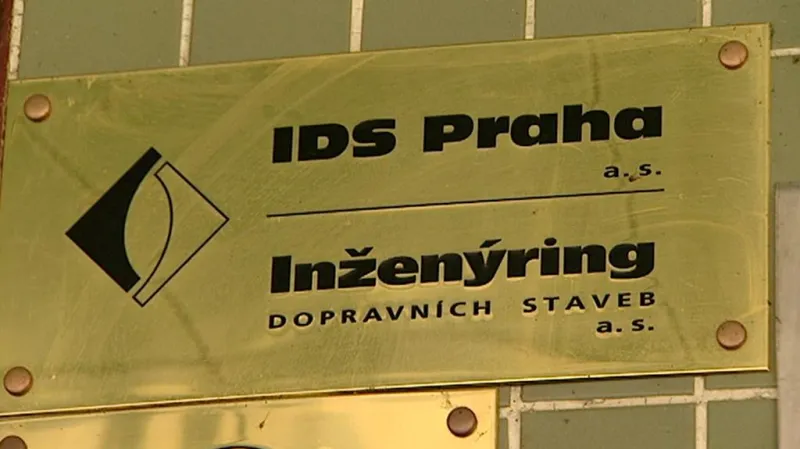 IDS Praha
a. s.
Inženýring
DOPRAVNÍCH STAVEB
a. s.